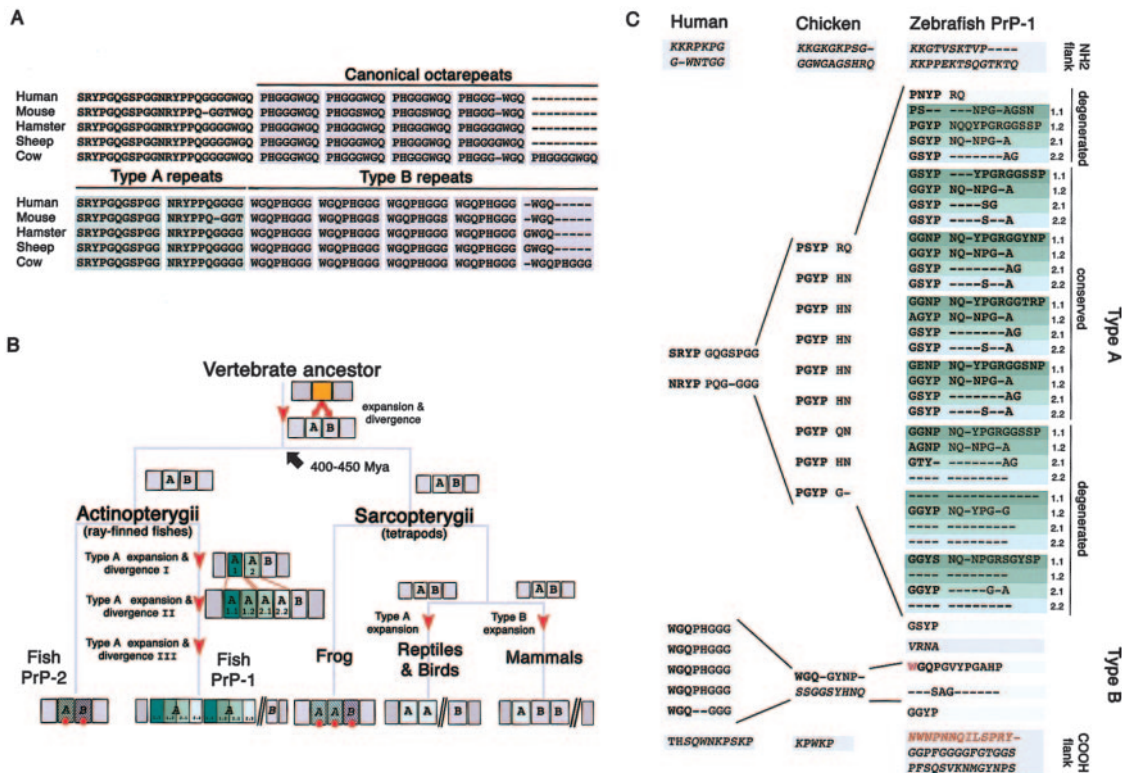 A
Canonical octarepeats
Human SRYPGQGSPGGNRYPPQGGGGWGQ PHGGGWGQ PHGGGWGQ PHGGGWGQ PHGGG-WGQ --------
Mouse SRYPGQGSPGGNRYPPQ-GGTWGQ PHGGGWGQ PHGGSWGQ PHGGSWGQ PHGGG-WGQ --------
Hamster SRYPGQGSPGGNRYPPQGGGGWGQ PHGGGWGQ PHGGGWGQ PHGGGWGQ PHGGGGWGQ --------
Sheep SRYPGQGSPGGNRYPPQGGGGWGQ PHGGGWGQ PHGGGWGQ PHGGGWGQ PHGGGGWGQ --------
Cow SRYPGQGSPGGNRYPPQGGGGWGQ PHGGGWGQ PHGGGWGQ PHGGGWGQ PHGGG-WGQ PHGGGGWGQ
Type A repeats Type B repeats
Human SRYPGQGSPGG NRYPPQGGGG WGQPHGGG WGQPHGGG WGQPHGGG WGQPHGGG -WGQ-----
Mouse SRYPGQGSPGG NRYPPQ-GGT WGQPHGGG WGQPHGGS WGQPHGGS WGQPHGGG -WGQ-----
Hamster SRYPGQGSPGG NRYPPQGGGG WGQPHGGG WGQPHGGG WGQPHGGG WGQPHGGG GWGQ-----
Sheep SRYPGQGSPGG NRYPPQGGGG WGQPHGGG WGQPHGGG WGQPHGGG WGQPHGGG GWGQ-----
Cow SRYPGQGSPGG NRYPPQGGGG WGQPHGGG WGQPHGGG WGQPHGGG WGQPHGGG -WGQPHGGG
B
Vertebrate ancestor
expansion &
divergence
A B
400-450 Mya
A B
A B
Actinopterygii
(ray-finned fishes)
Sarcopterygii
(tetrapods)
Type A expansion &
divergence I
A A B
1 2
Type A expansion &
divergence II
A A A A B
1.1 1.2 2.1 2.2
Type A expansion &
divergence III
A B
A B
Type A
expansion
Type B
expansion
Fish
PrP-2
Fish
PrP-1
Frog
Reptiles
& Birds
Mammals
A B
A A B
A A B
A A B
A B B
C
Human Chicken Zebrafish PrP-1
KKRPKPG KKGKGKPSG- KKGTVSKTVP----
G-WNTGG GGWGAGSHRQ KKPPEKTSQGTKTQ
NH2
flank
PNYP RQ
PS-- ----NPG-AGSN 1.1
PGYP NQQYPGRGGSSP 1.2
SGYP NQ-NPG-A 2.1
GSYP --------AG 2.2
degenerated
GSYP ---YPGRGGSSP 1.1
GGYP NQ-NPG-A 1.2
GSYP ------SG 2.1
GSYP -----S--A 2.2
GGNP NQ-YPGRGGYNP 1.1
GGYP NQ-NPG-A 1.2
GSYP --------AG 2.1
GSYP -----S--A 2.2
GGNP NQ-YPGRGGTRP 1.1
AGYP NQ-NPG-A 1.2
GSYP --------AG 2.1
GSYP -----S--A 2.2
GENP NQ-YPGRGGSNP 1.1
GGYP NQ-NPG-A 1.2
GSYP --------AG 2.1
GSYP -----S--A 2.2
conserved
GGNP NQ-YPGRGGSSP 1.1
AGNP NQ-NPG-A 1.2
GTY- --------AG 2.1
---- ---------- 2.2
---- ------------- 1.1
GGYP NQ-YPG-G 1.2
---- ---------- 2.1
---- ---------- 2.2
GGYS NQ-NPGRSGYSP 1.1
---- --------- 1.2
GGYP -----G-A 2.1
---- ---------- 2.2
degenerated
Type A
PSYP RQ
PGYP HN
PGYP HN
PGYP HN
PGYP HN
PGYP HN
PGYP QN
PGYP HN
PGYP G-
SRYP GQGSPGG
NRYP PQG-GGG
GSYP
VRNA
WGQPGVYPGAHP
---SAG------
GGYP
WGQPHGGG
WGQPHGGG
WGQPHGGG
WGQPHGGG
WGQ--GGG
WGQ-GYNP-
SSGGSYHNQ
Type B
THSQWNKPSKP KPWKP NWNPNNQILSPRY-
GGPFGGGGFGTGGS
PFSQSVKNMGYNPS
COOH
flank